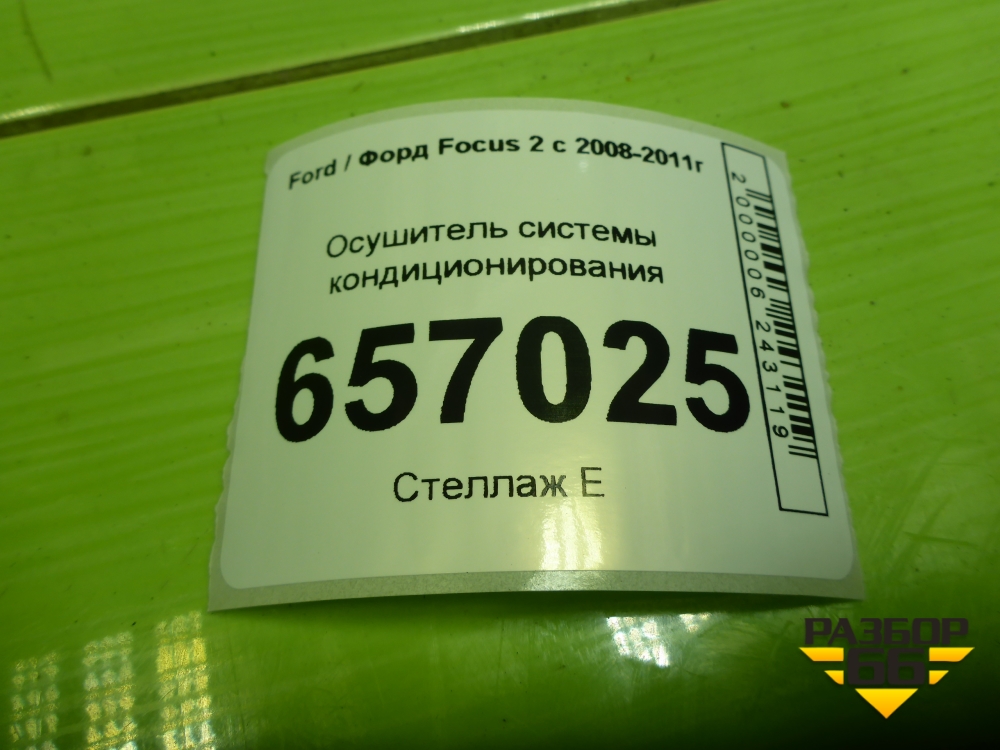 Ford / Форд Focus 2 с 2008-2011г
Осушитель системы
кондиционирования
657025
Стеллаж Е
2000006243119
РАЗБОР
66